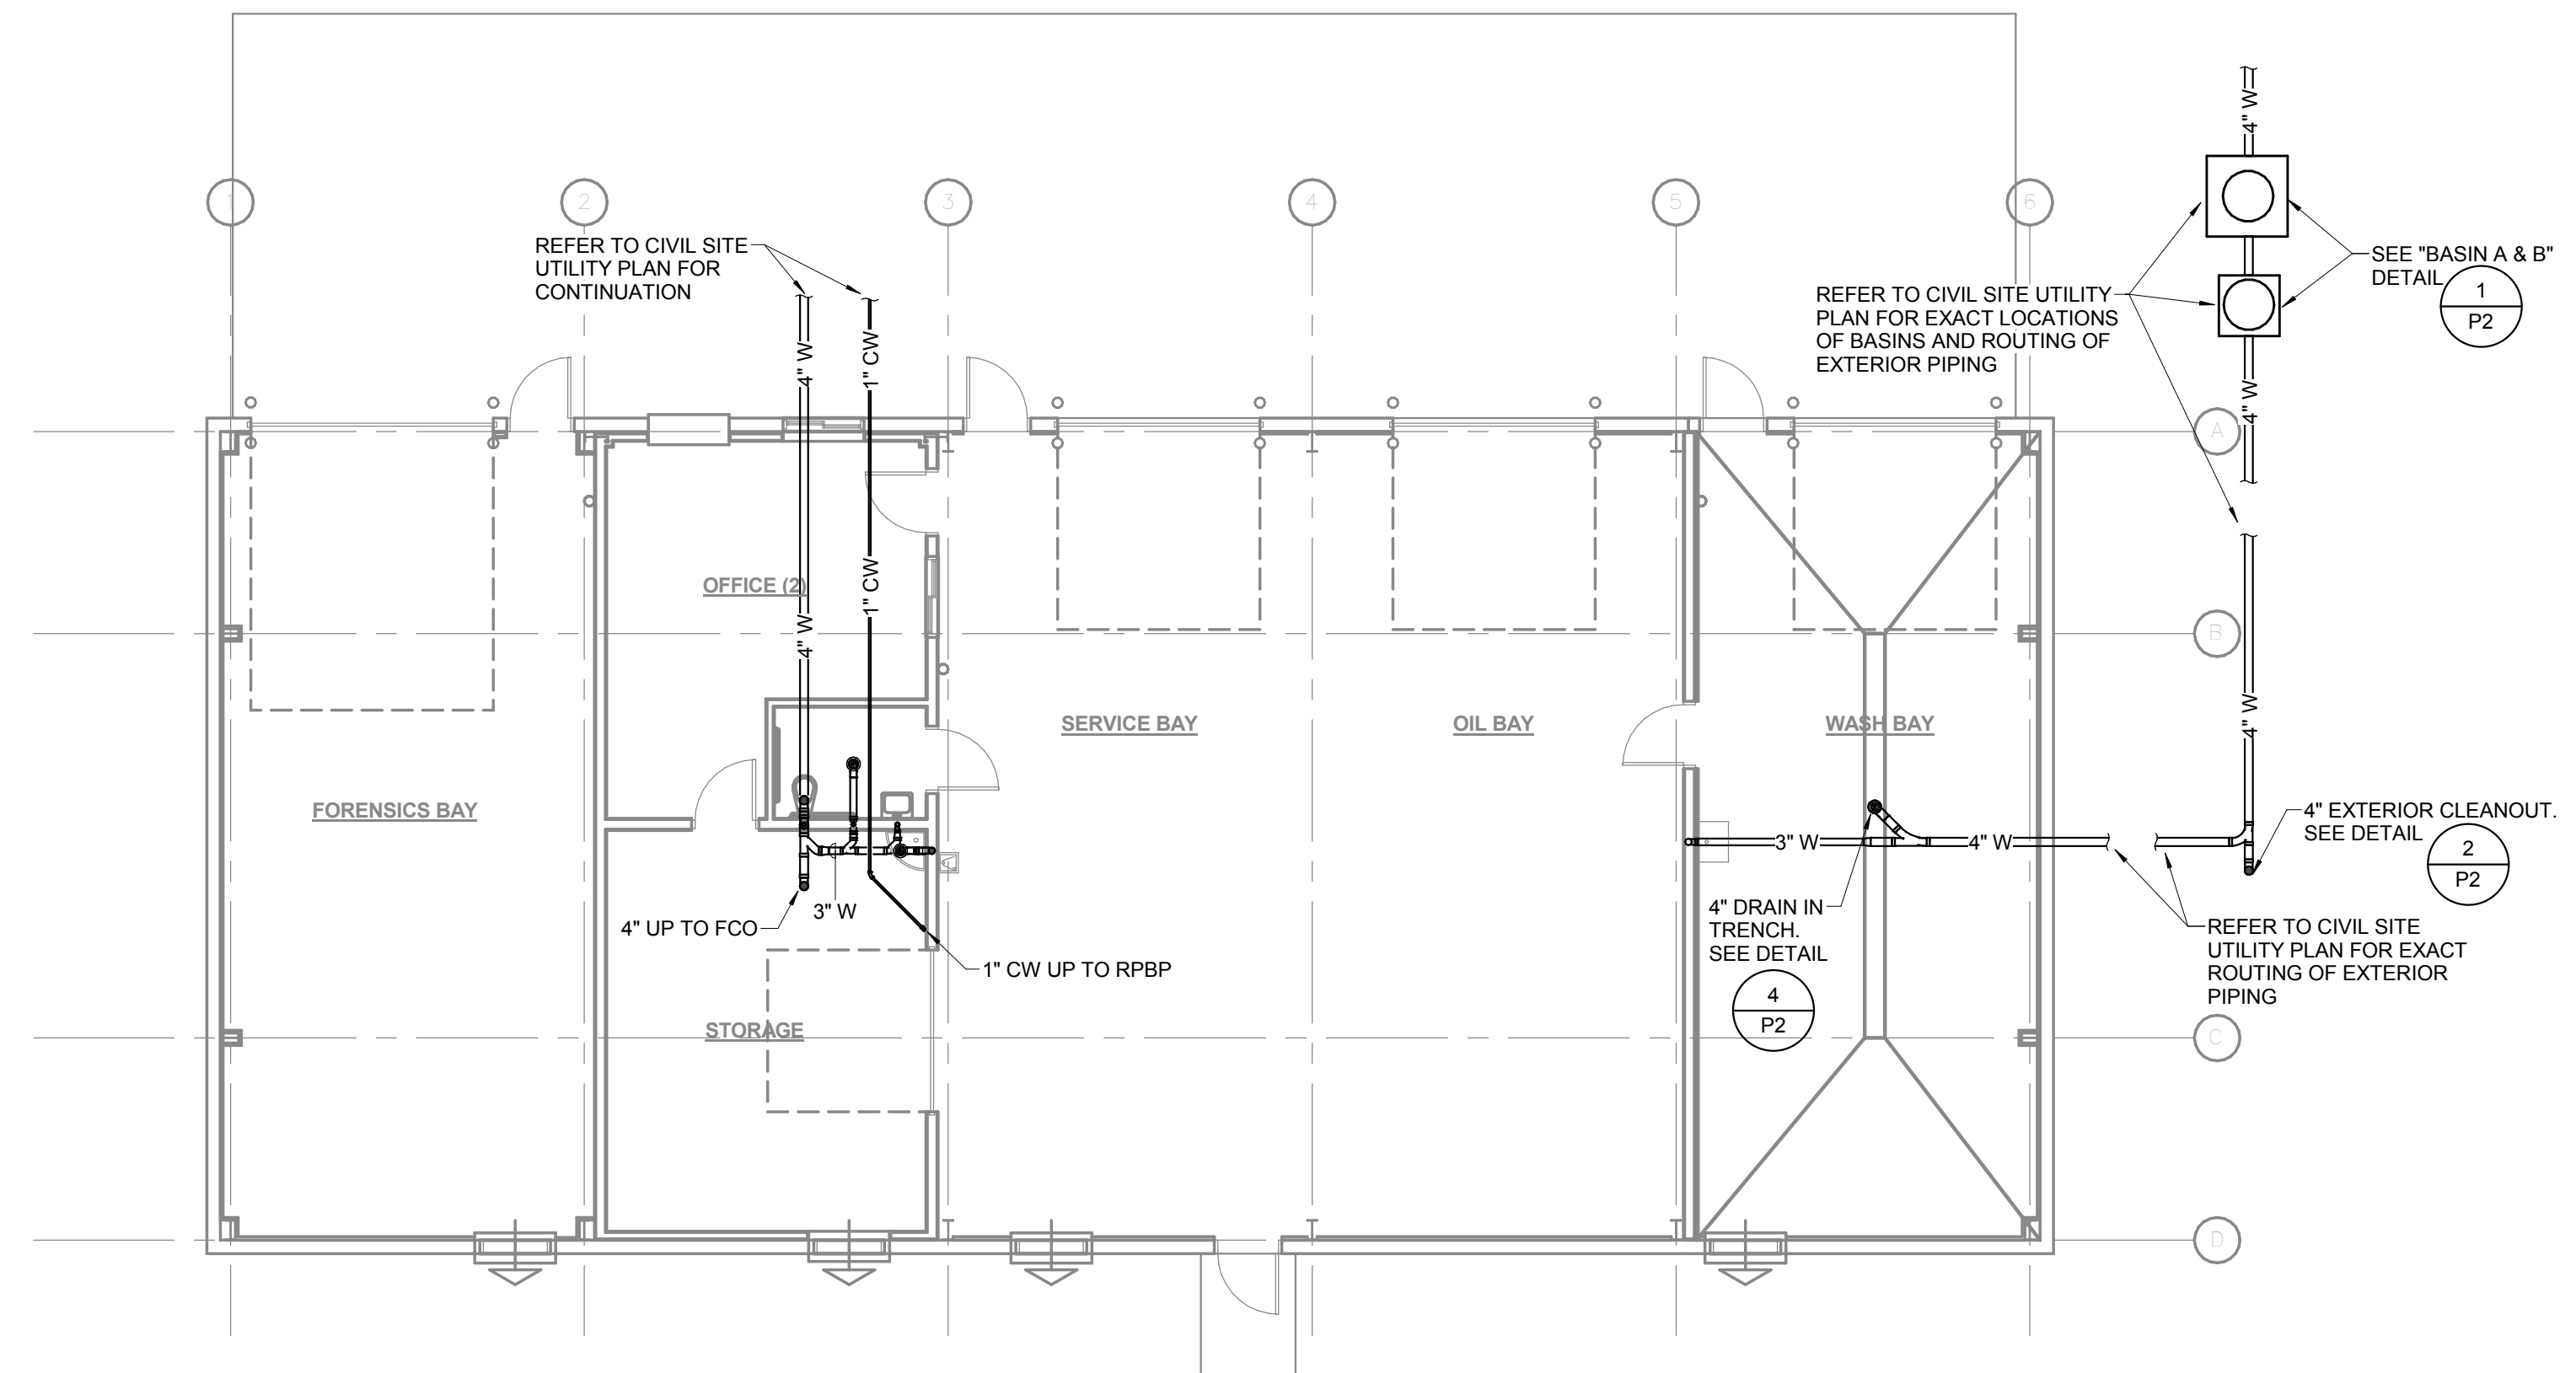 4" W
1
2
3
4
5
6
REFER TO CIVIL SITE
UTILITY PLAN FOR
CONTINUATION
SEE "BASIN A & B"
DETAIL
1
P2
REFER TO CIVIL SITE UTILITY
PLAN FOR EXACT LOCATIONS
OF BASINS AND ROUTING OF
EXTERIOR PIPING
4" W
1" CW
4" W
A
OFFICE (2)
1" CW
4" W
B
4" W
SERVICE BAY
OIL BAY
WASH BAY
FORENSICS BAY
4" EXTERIOR CLEANOUT.
SEE DETAIL
2
P2
3" W
4" W
3" W
4" UP TO FCO
4" DRAIN IN
TRENCH.
SEE DETAIL
4
P2
REFER TO CIVIL SITE
UTILITY PLAN FOR EXACT
ROUTING OF EXTERIOR
PIPING
1" CW UP TO RPBP
STORAGE
C
D